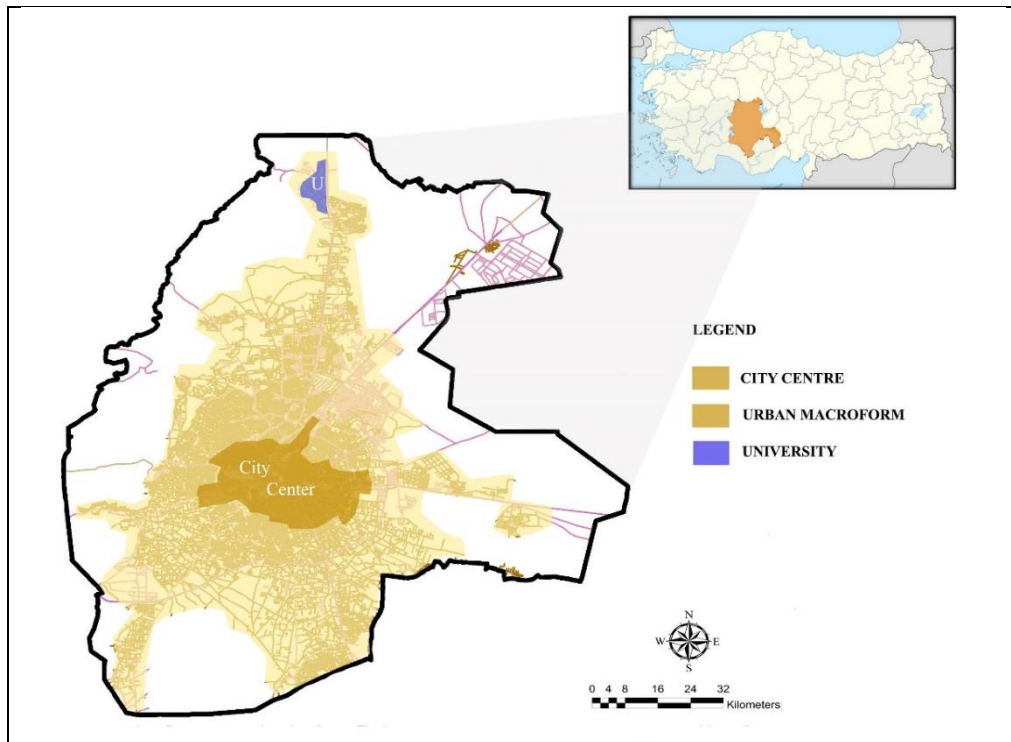 U
City
Center
LEGEND
CITY CENTRE
URBAN MACROFORM
UNIVERSITY
N
W E
S
0 4 8 16 24 32
Kilometers